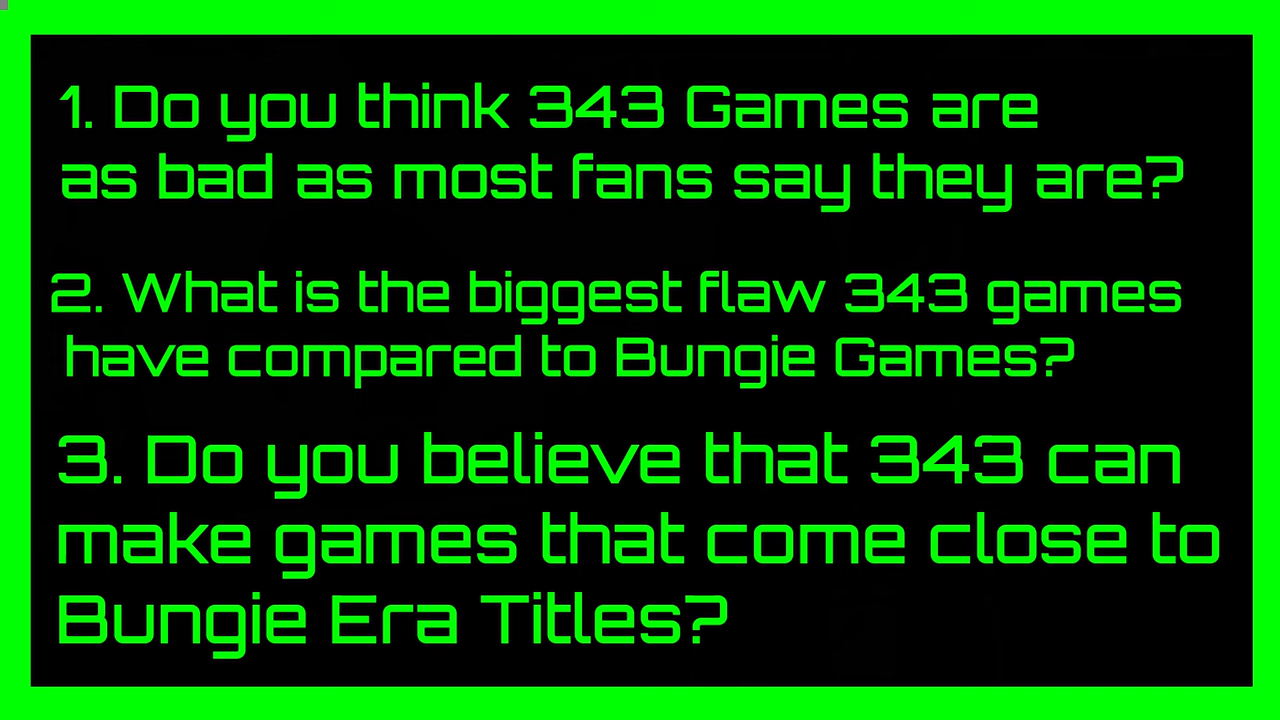 1. Do you think 343 Games are
as bad as most fans say they are?
2. What is the biggest flaw 343 games
have compared to Bungie Games?
3. Do you believe that 343 can
make games that come close to
Bungie Era Titles?